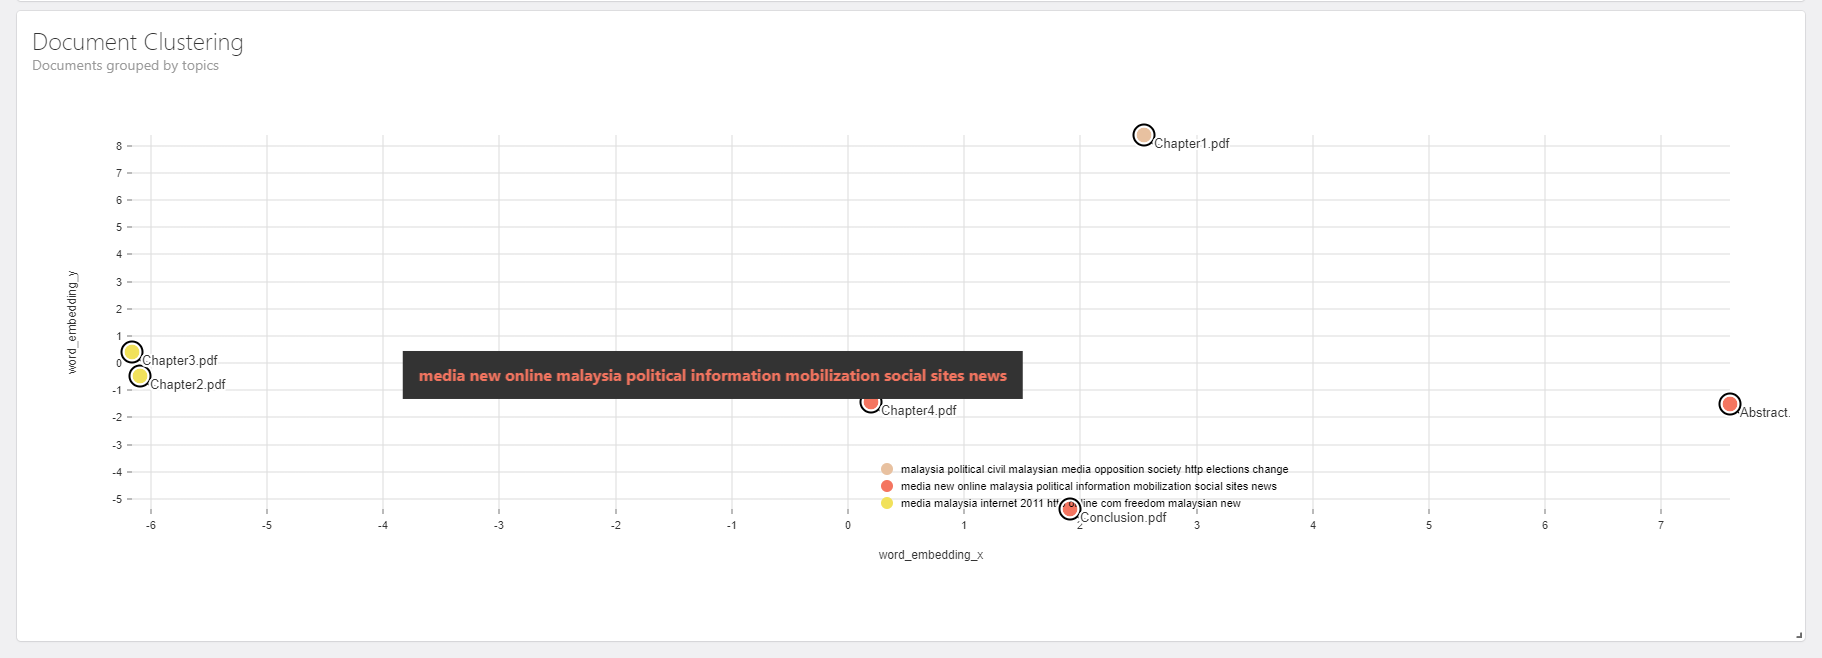 Document Clustering
Documents grouped by topics
Chapter1.pdf
8
7
6
5
4
3
2
1
0
-1
-2
-3
-4
-5
word_embedding_y
Chapter3.pdf
Chapter2.pdf
media new online malaysia political information mobilization social sites news
Chapter4.pdf
Abstract.
malaysia political civil malaysian media opposition society http elections change
media new online malaysia political information mobilization social sites news
media malaysia internet 2011 http online com freedom malaysian new
Conclusion.pdf
-6 -5 -4 -3 -2 -1 0 1 2 3 4 5 6 7
word_embedding_x